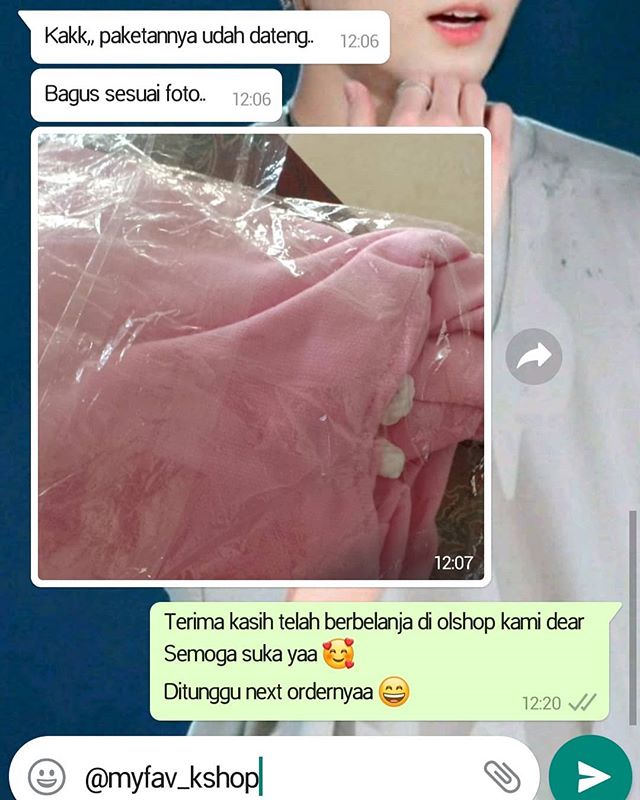 Kakk,, paketannya udah dateng.. 12:06
Bagus sesuai foto.. 12:06
12:07
Terima kasih telah berbelanja di olshop kami dear
Semoga suka yaa 🥰
Ditunggu next ordernyaa 😄
12:20
@myfav_kshop